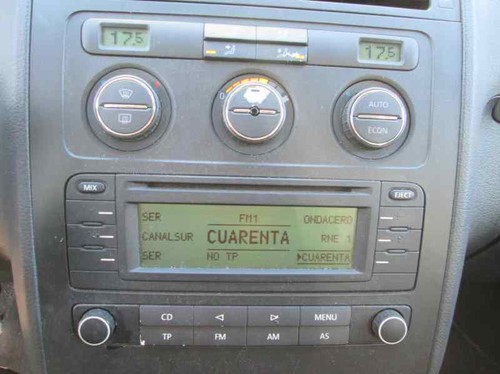 17.5 17.5
AUTO
ECON
0
MIX EJECT
SER FM1 ONDACERO
CANALSUR CUARENTA RNE 1
SER NO TP ▸CUARENTA
CD ◁ ▷ MENU
TP FM AM AS